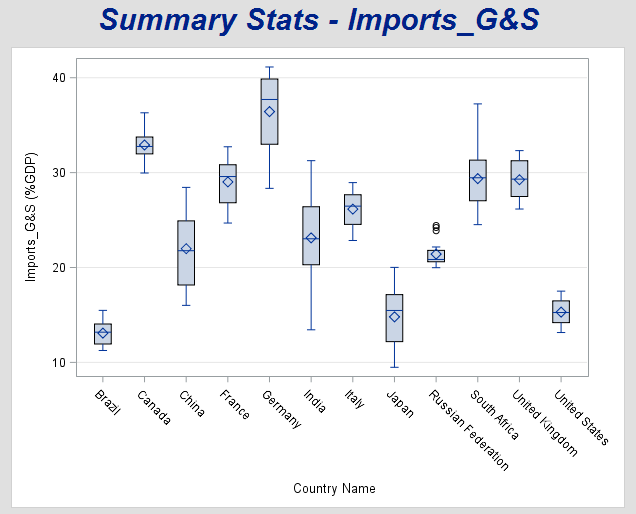 Summary Stats - Imports_G&S
Imports_G&S (%GDP)
40
30
20
10
Brazil
Canada
China
France
Germany
India
Italy
Japan
Russian Federation
South Africa
United Kingdom
United States
Country Name